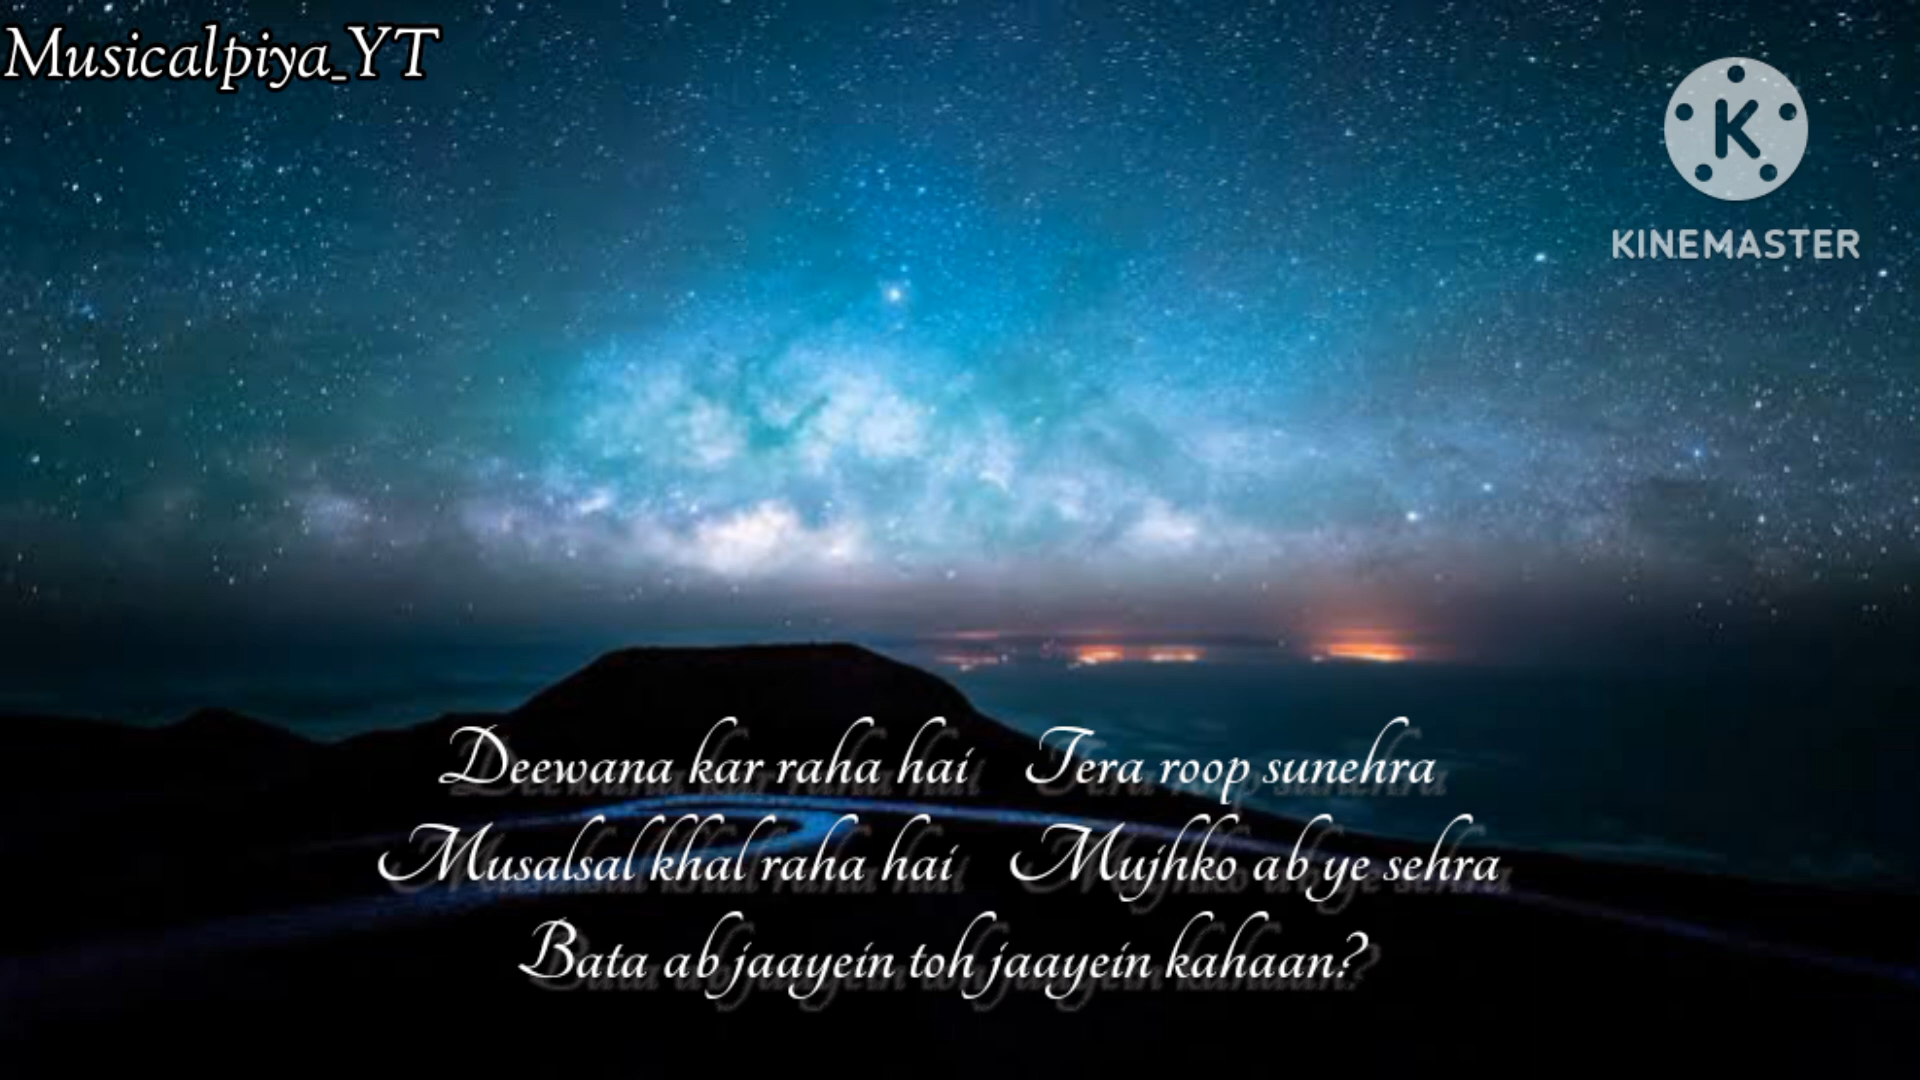 Musicalpiya_YT
K
KINEMASTER
Deewana kar raha hai Tera roop sunehra
Musalsal khal raha hai Mujhko ab ye sehra
Bata ab jaayein toh jaayein kahaan?